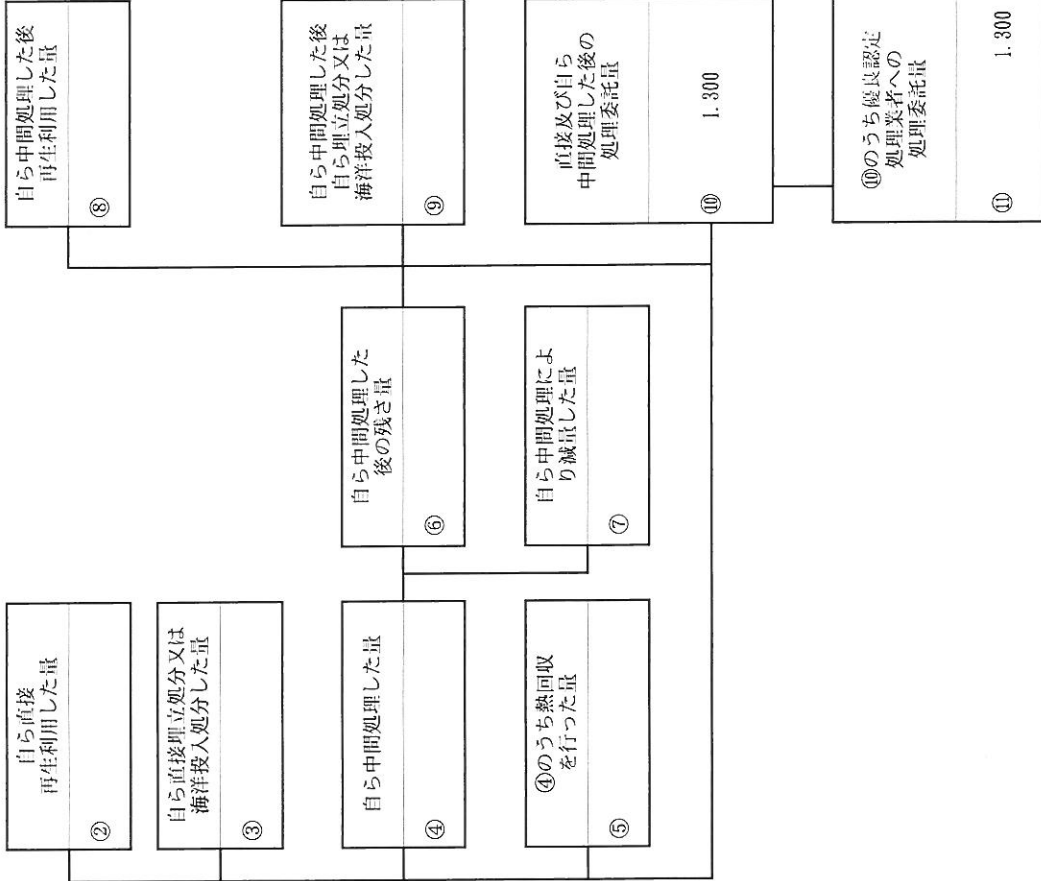 自ら直接
再生利用した量
②
自ら直接埋立処分又は
海洋投入処分した量
③
自ら中間処理した量
④
④のうち熱回収
を行った量
⑤
自ら中間処理した
後の残さ量
⑥
自ら中間処理によ
り減量した量
⑦
自ら中間処理した後
再生利用した量
⑧
自ら中間処理した後
自ら埋立処分又は
海洋投入処分した量
⑨
直接及び自ら
中間処理した後の
処理委託量
⑩ 1.300
⑩のうち優良認定
処理業者への
処理委託量
⑪ 1.300